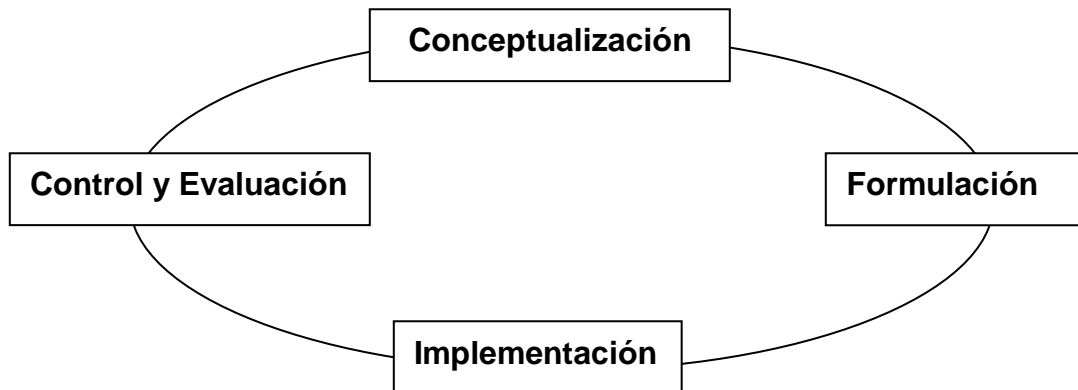 Conceptualización
Control y Evaluación
Formulación
Implementación